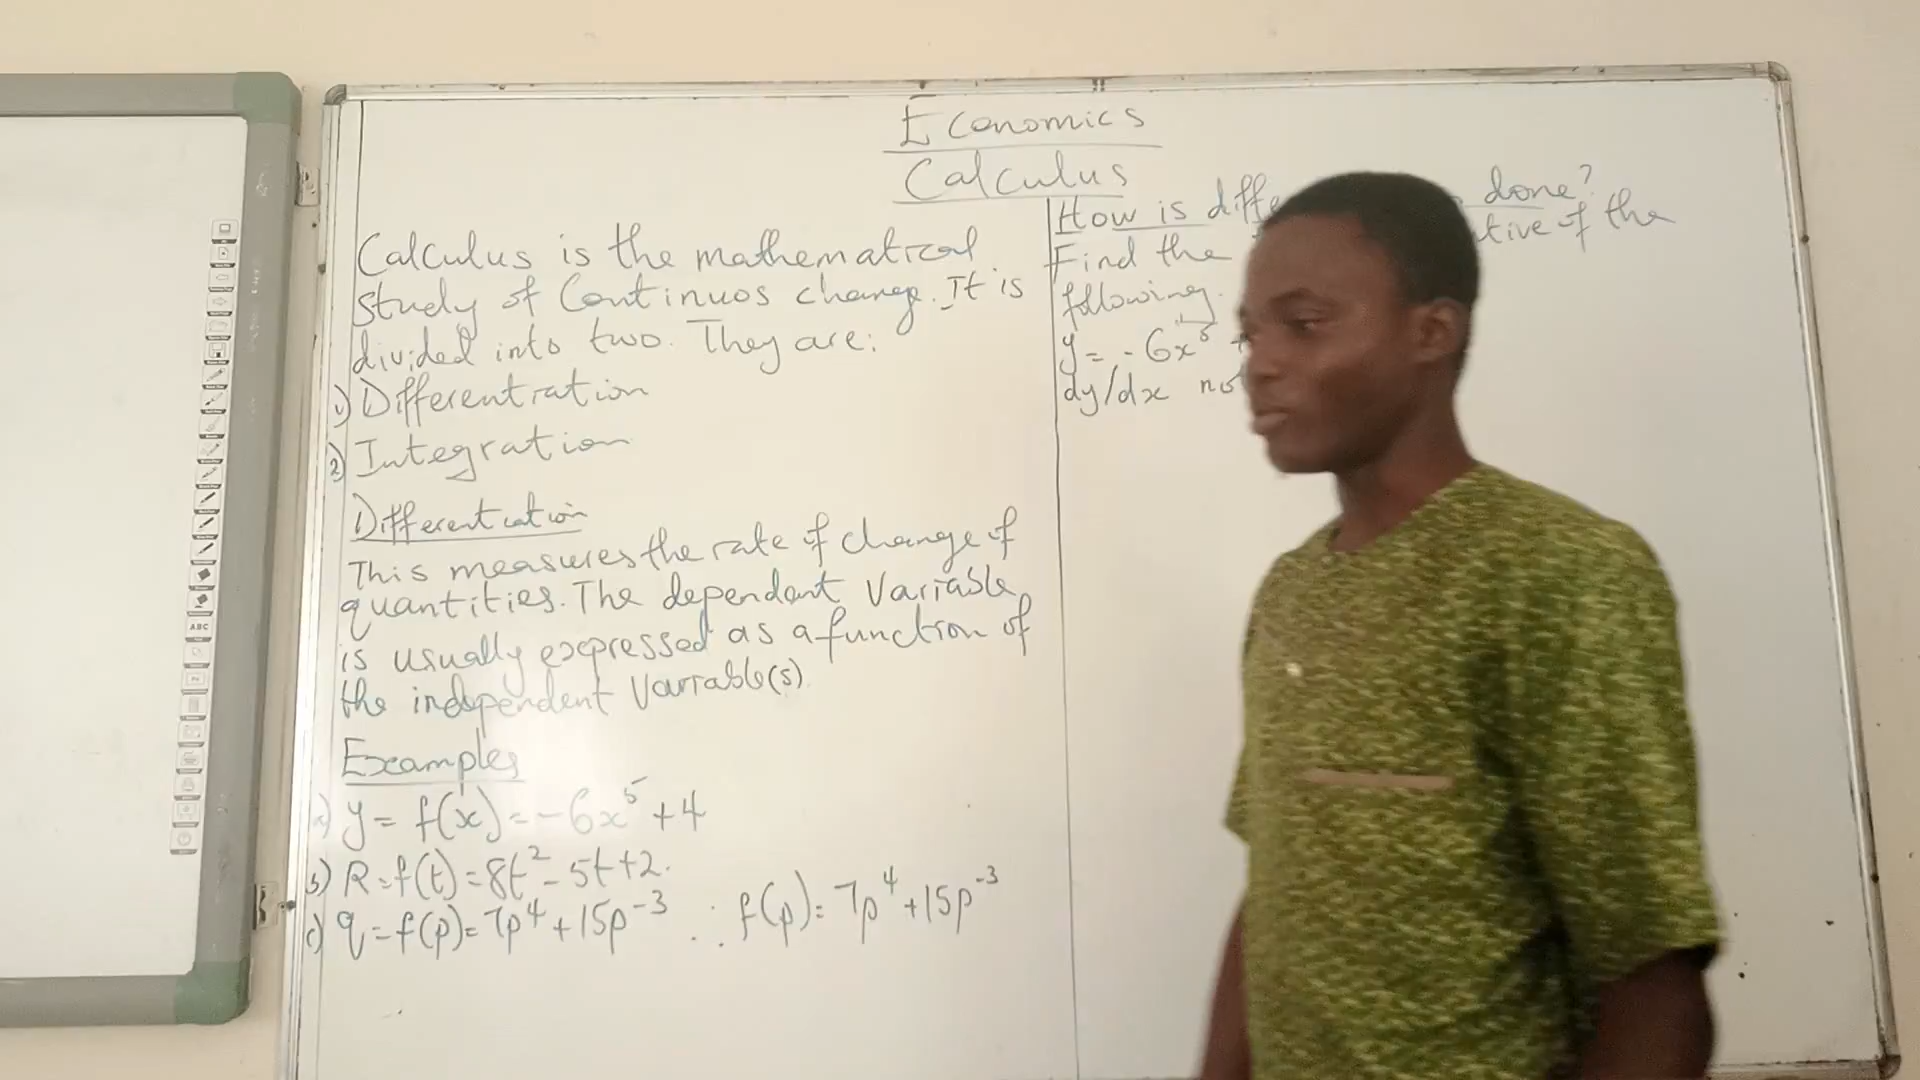 Economics
Calculus
Calculus is the mathematical
study of Continuos change. It is
divided into two. They are:
1) Differentiation
2) Integration
Differentiation
This measures the rate of change of
quantities. The dependent Variable
is usually expressed as a function of
the independent Variable(s).
Examples
a) y = f(x) = -6x⁵ + 4
b) R = f(t) = 8t² - 5t + 2.
c) q = f(p) = 7p⁴ + 15p⁻³ ∴ f(p) = 7p⁴ + 15p⁻³
How is done?
Find the of the
following.
y = -6x⁵ +
dy/dx
ABC